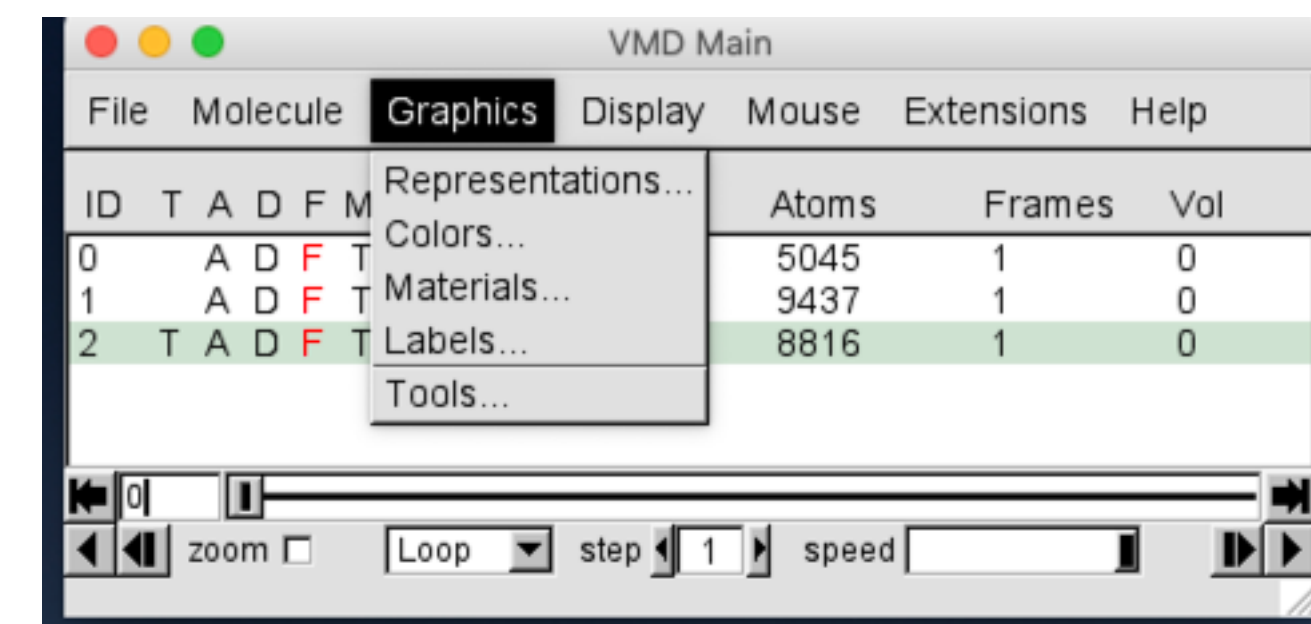 VMD Main
File Molecule Graphics Display Mouse Extensions Help
ID T A D F M Atoms Frames Vol
0 A D F T 5045 1 0
1 A D F T 9437 1 0
2 T A D F T 8816 1 0
Representations...
Colors...
Materials...
Labels...
Tools...
0
zoom Loop step 1 speed